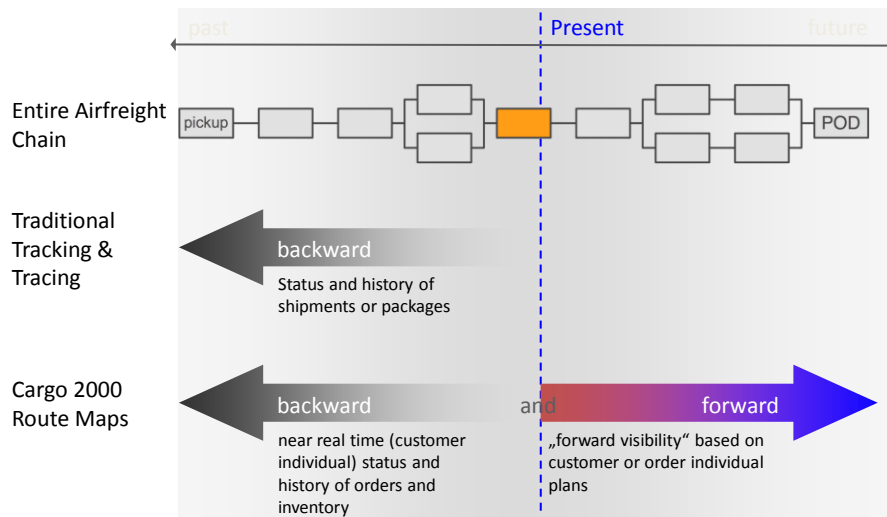 past
Present
future
Entire Airfreight
Chain
pickup
POD
Traditional
Tracking &
Tracing
backward
Status and history of
shipments or packages
Cargo 2000
Route Maps
backward
and
forward
near real time (customer
individual) status and
history of orders and
inventory
„forward visibility“ based on
customer or order individual
plans